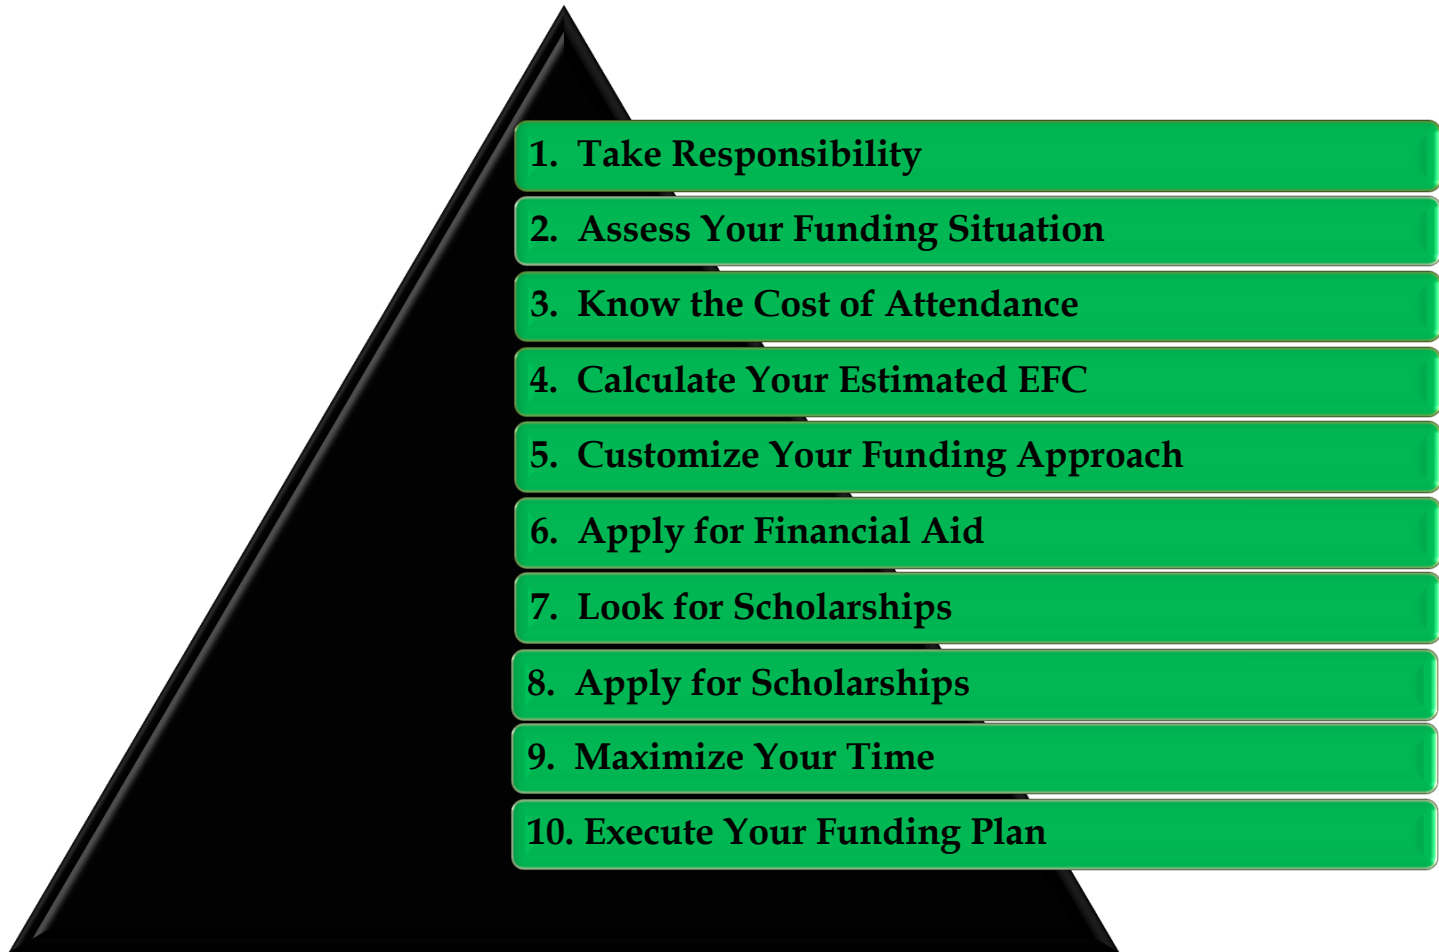 1. Take Responsibility
2. Assess Your Funding Situation
3. Know the Cost of Attendance
4. Calculate Your Estimated EFC
5. Customize Your Funding Approach
6. Apply for Financial Aid
7. Look for Scholarships
8. Apply for Scholarships
9. Maximize Your Time
10. Execute Your Funding Plan